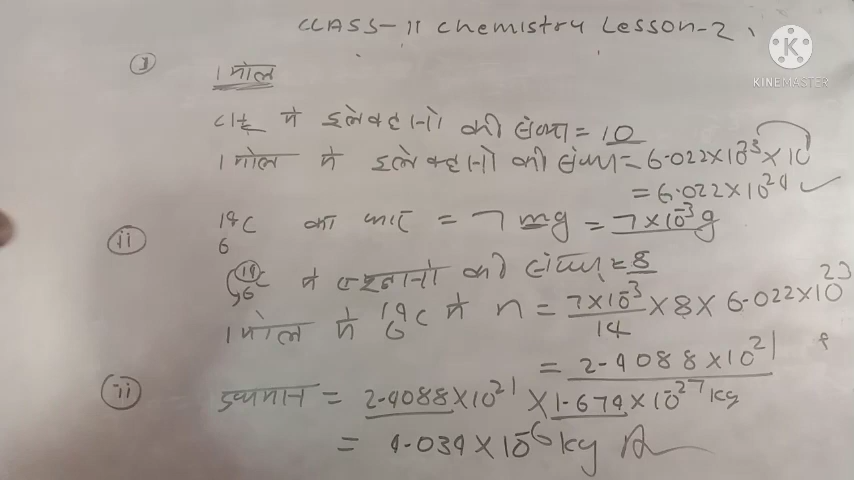 CLASS-11 Chemistry Lesson-2
KINEMASTER
i 1 मोल
CH₄ में इलेक्ट्रानो की संख्या = 10
1 मोल में इलेक्ट्रानो की संख्या = 6.022×10²³×10
= 6.022×10²⁴
ii ¹⁴₆C का भार = 7 mg = 7×10⁻³g
¹⁴₆C में न्यूट्रानो की संख्या = 8
1 मोल में ¹⁴₆C में n = 7×10⁻³/14 × 8 × 6.022×10²³
= 2.4088×10²¹
ii द्रव्यमान = 2.4088×10²¹ × 1.674×10⁻²⁷ kg
= 4.034×10⁻⁶ kg